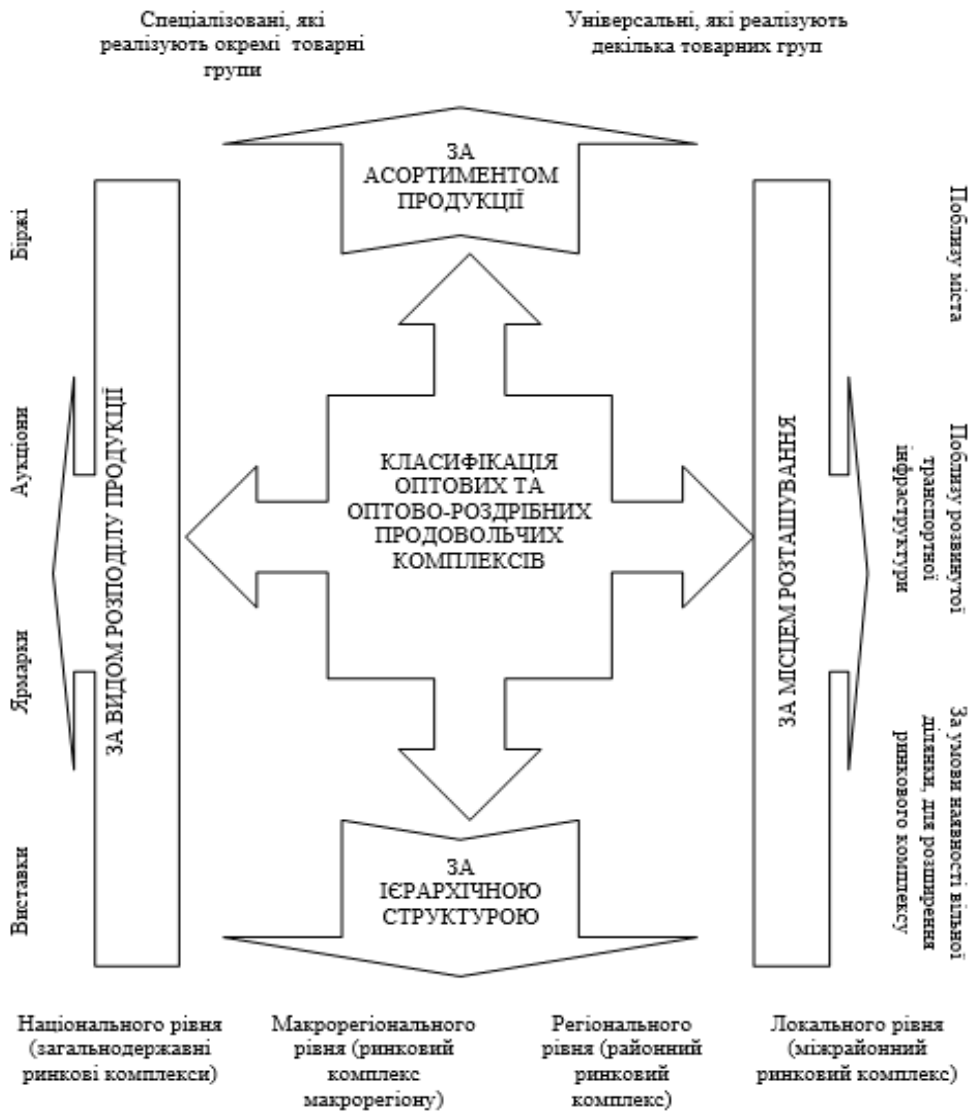 Спеціалізовані, які
реалізують окремі товарні
групи
Універсальні, які реалізують
декілька товарних груп
ЗА
АСОРТИМЕНТОМ
ПРОДУКЦІЇ
Біржі
Аукціони
Ярмарки
Виставки
ЗА ВИДОМ РОЗПОДІЛУ ПРОДУКЦІЇ
КЛАСИФІКАЦІЯ
ОПТОВИХ ТА
ОПТОВО-РОЗДРІБНИХ
ПРОДОВОЛЬЧИХ
КОМПЛЕКСІВ
ЗА МІСЦЕМ РОЗТАШУВАННЯ
Поблизу міста
Поблизу розвинутої
транспортної
інфраструктури
За умови наявності вільної
ділянки, для розширення
ринкового комплексу
ЗА
ІЄРАРХІЧНОЮ
СТРУКТУРОЮ
Національного рівня
(загальнодержавні
ринкові комплекси)
Макрорегіонального
рівня (ринковий
комплекс
макрорегіону)
Регіонального
рівня (районний
ринковий
комплекс)
Локального рівня
(міжрайонний
ринковий комплекс)